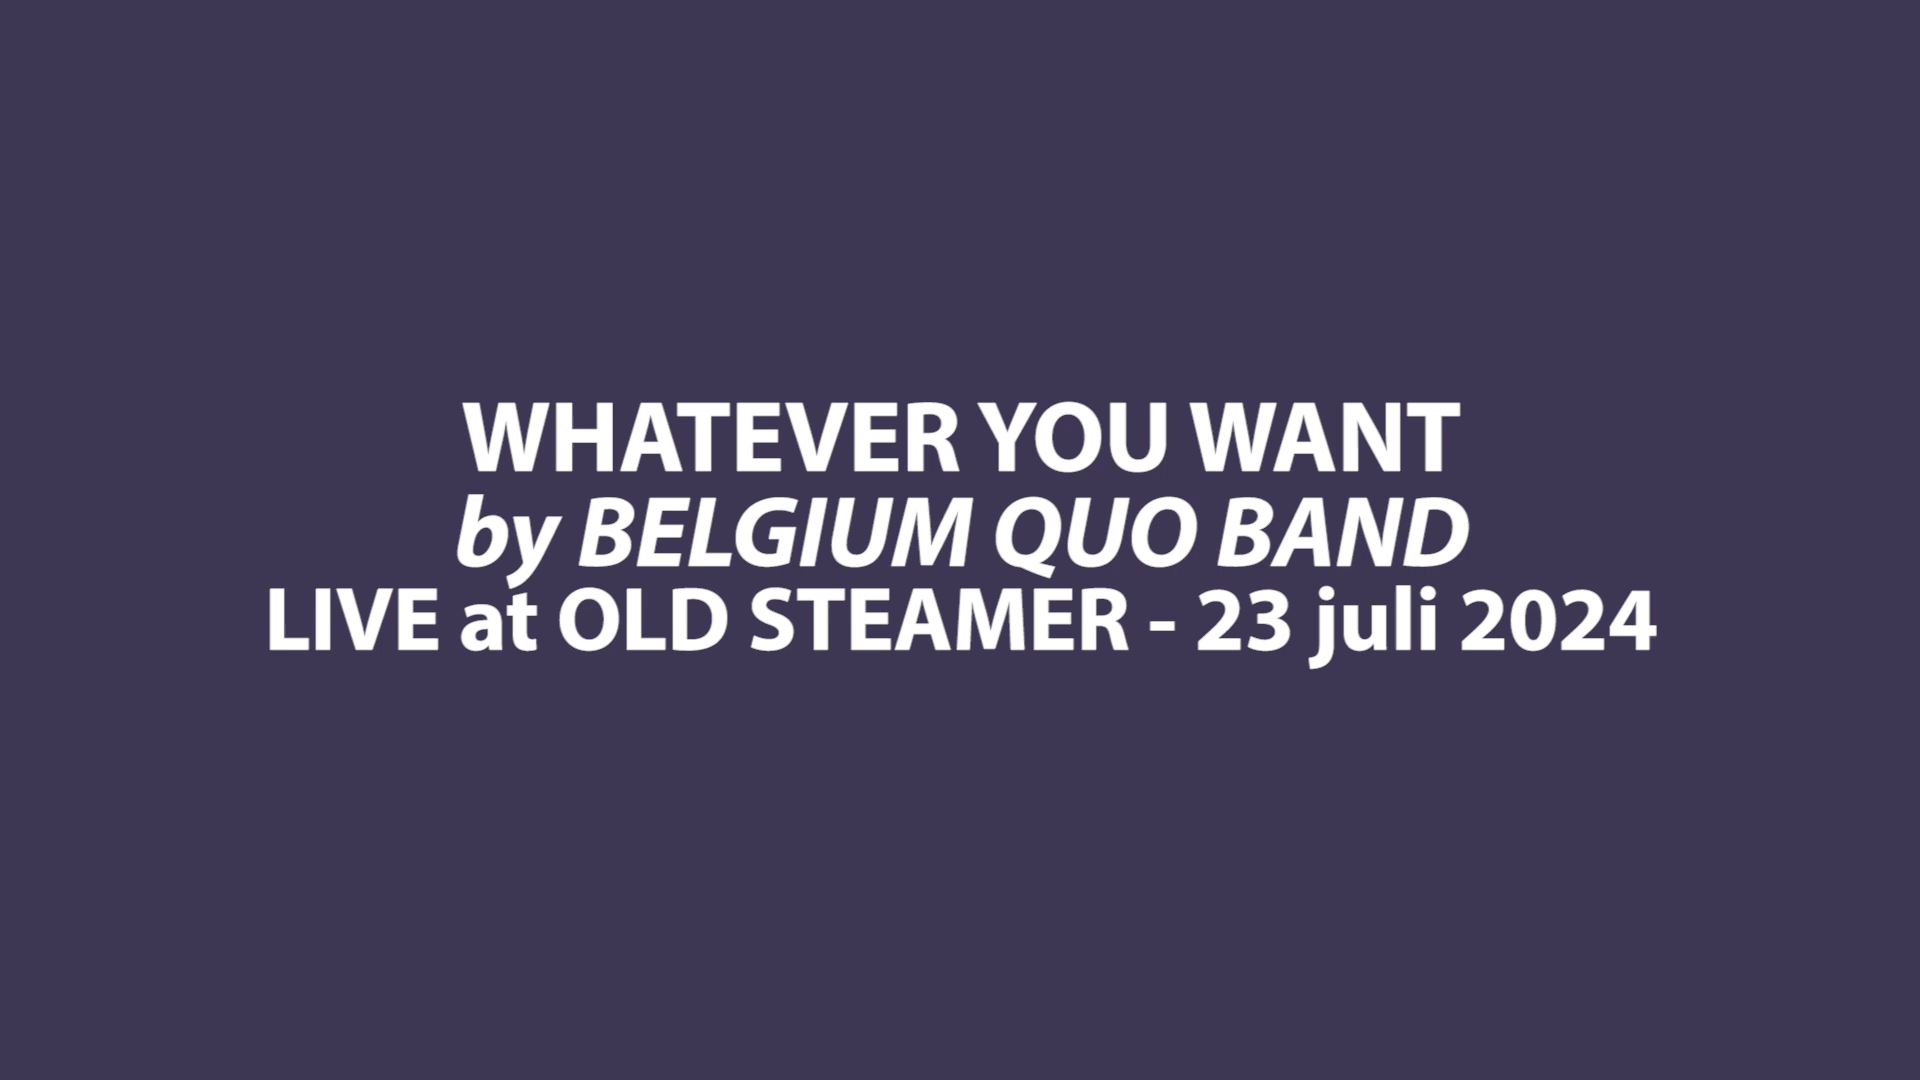 WHATEVER YOU WANT
by BELGIUM QUO BAND
LIVE at OLD STEAMER - 23 juli 2024